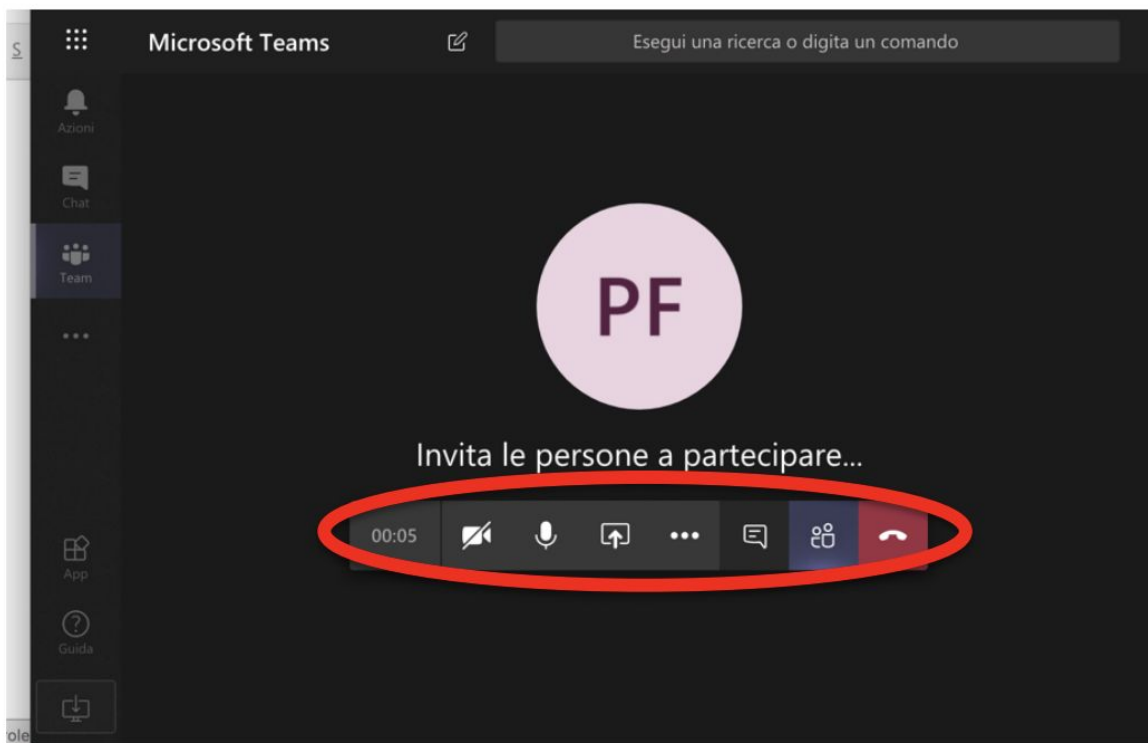 S
Microsoft Teams
Esegui una ricerca o digita un comando
Azioni
Chat
Team
PF
Invita le persone a partecipare...
00:05
App
Guida
role